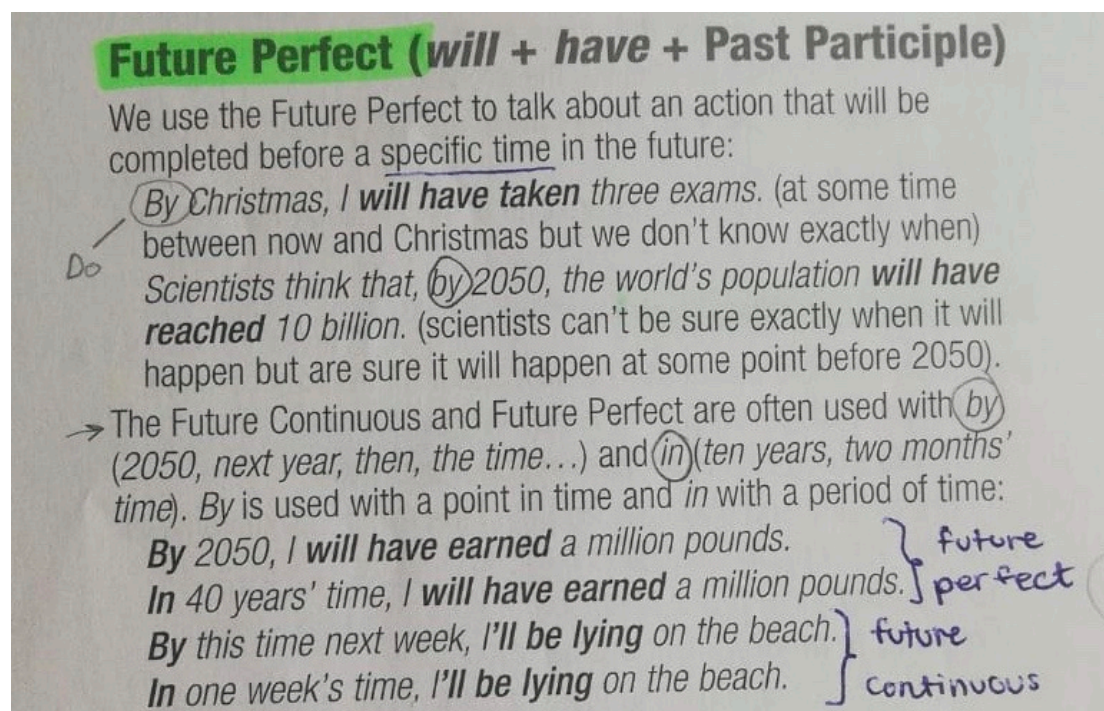 Future Perfect (will + have + Past Participle)
We use the Future Perfect to talk about an action that will be
completed before a specific time in the future:
By Christmas, I will have taken three exams. (at some time
between now and Christmas but we don't know exactly when)
Do
Scientists think that, by 2050, the world's population will have
reached 10 billion. (scientists can't be sure exactly when it will
happen but are sure it will happen at some point before 2050).
→ The Future Continuous and Future Perfect are often used with by
(2050, next year, then, the time...) and in (ten years, two months'
time). By is used with a point in time and in with a period of time:
By 2050, I will have earned a million pounds. future
In 40 years' time, I will have earned a million pounds. perfect
By this time next week, I'll be lying on the beach. future
In one week's time, I'll be lying on the beach. continuous